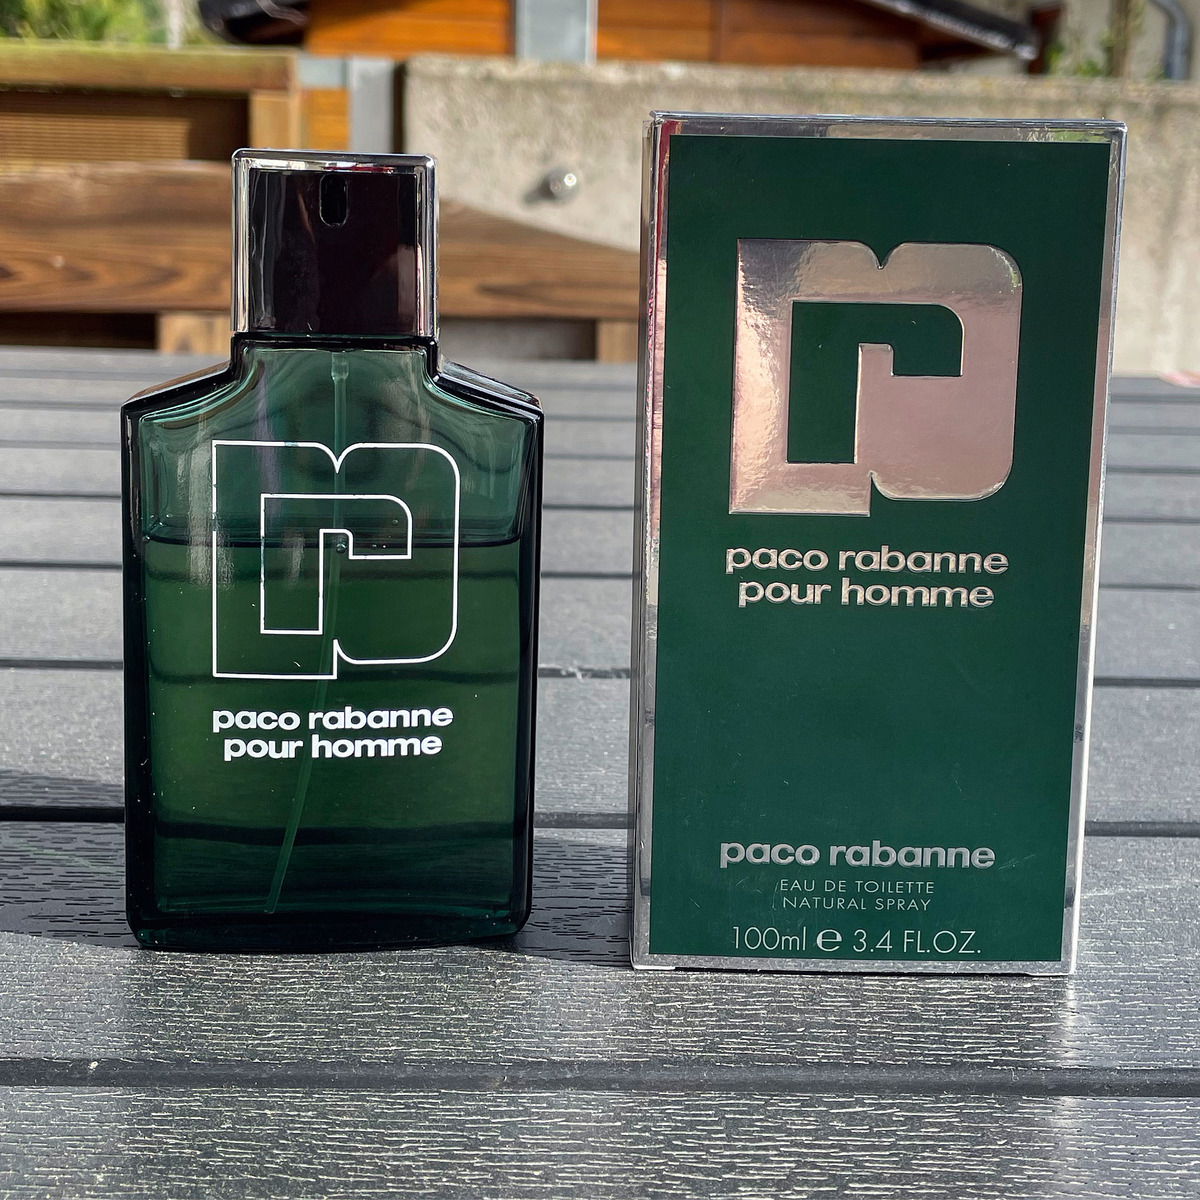 paco rabanne
pour homme
paco rabanne
pour homme
paco rabanne
EAU DE TOILETTE
NATURAL SPRAY
100ml ℮ 3.4 FL.OZ.